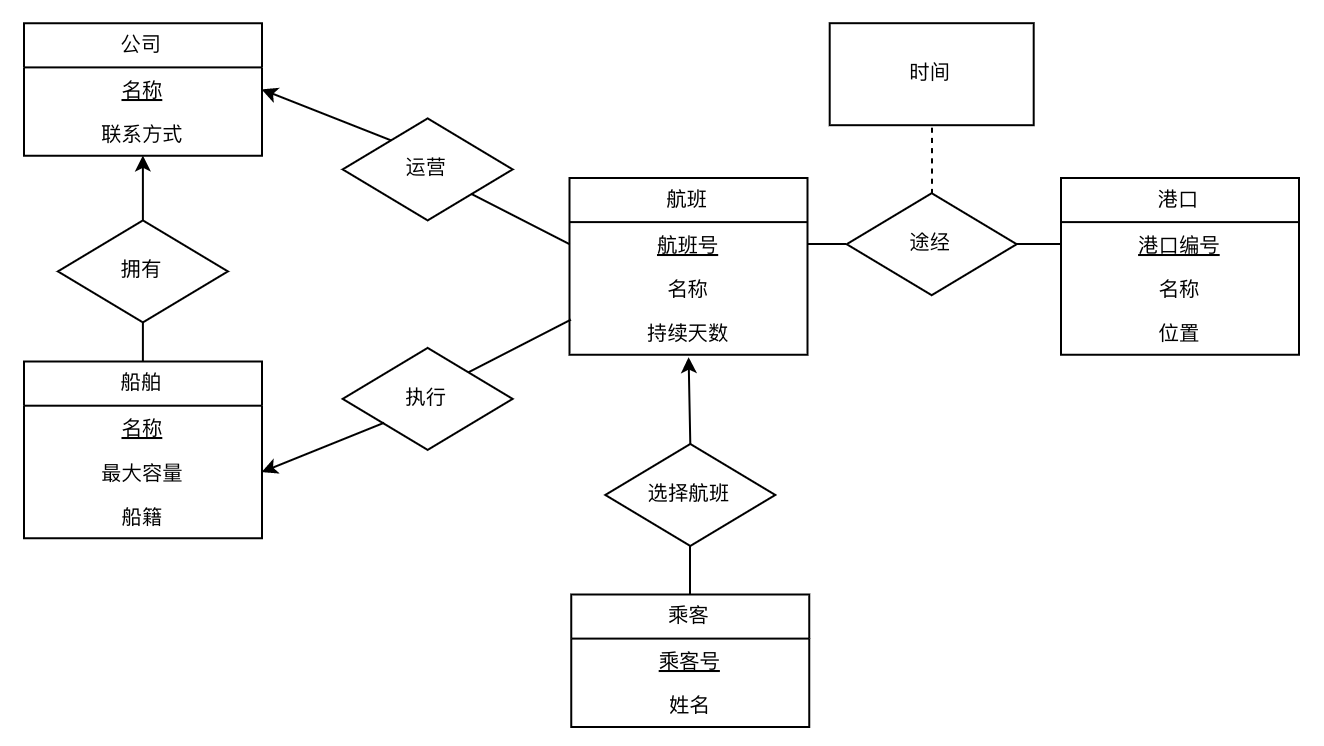 公司
名称
联系方式
时间
运营
航班
航班号
名称
持续天数
途经
港口
港口编号
名称
位置
拥有
船舶
名称
最大容量
船籍
执行
选择航班
乘客
乘客号
姓名